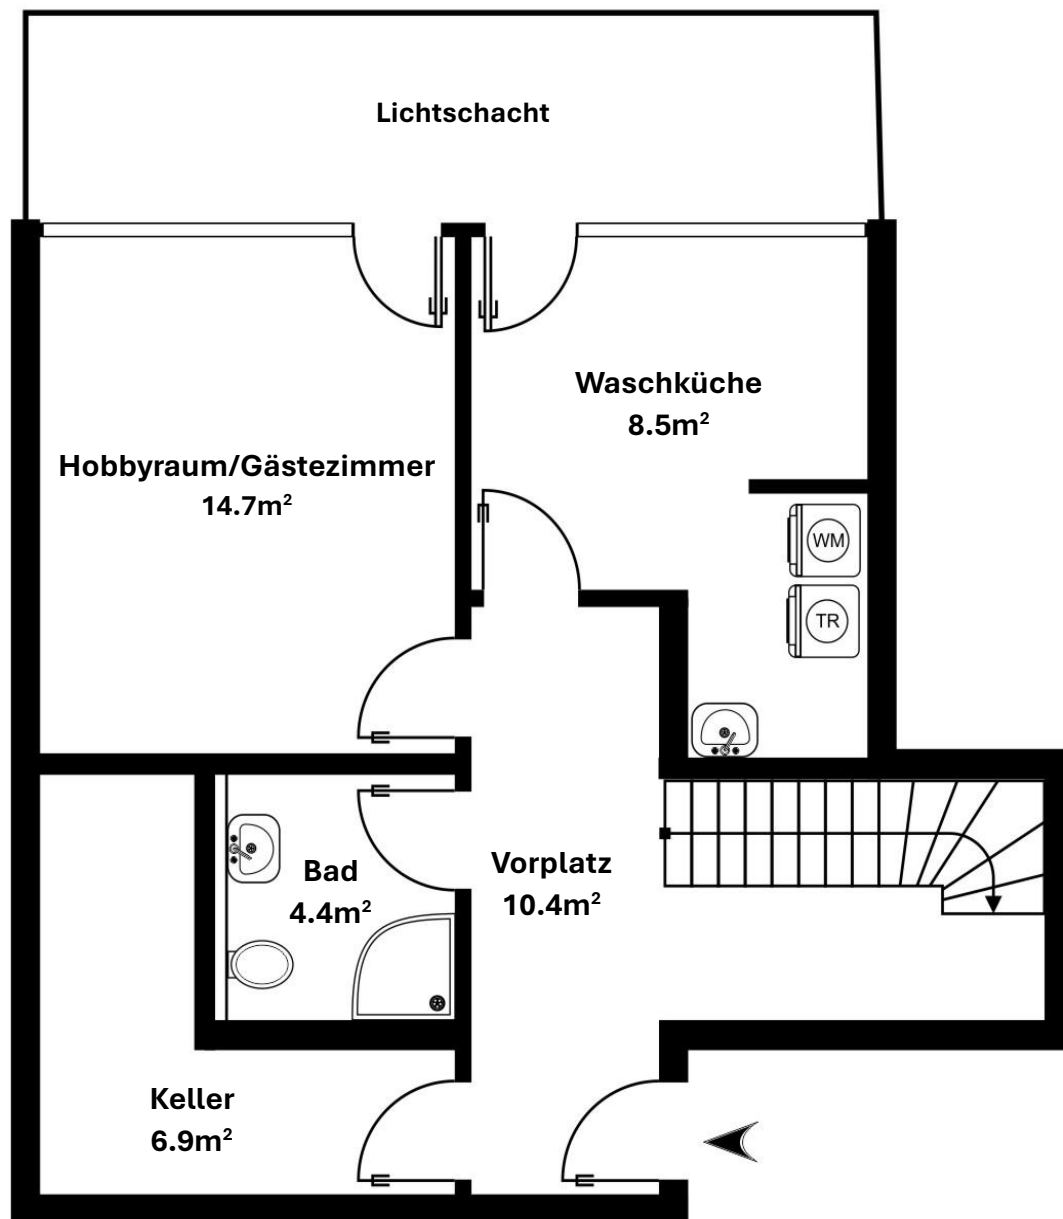 Lichtschacht
Waschküche
8.5m²
Hobbyraum/Gästezimmer
14.7m²
WM
TR
Bad
4.4m²
Vorplatz
10.4m²
Keller
6.9m²